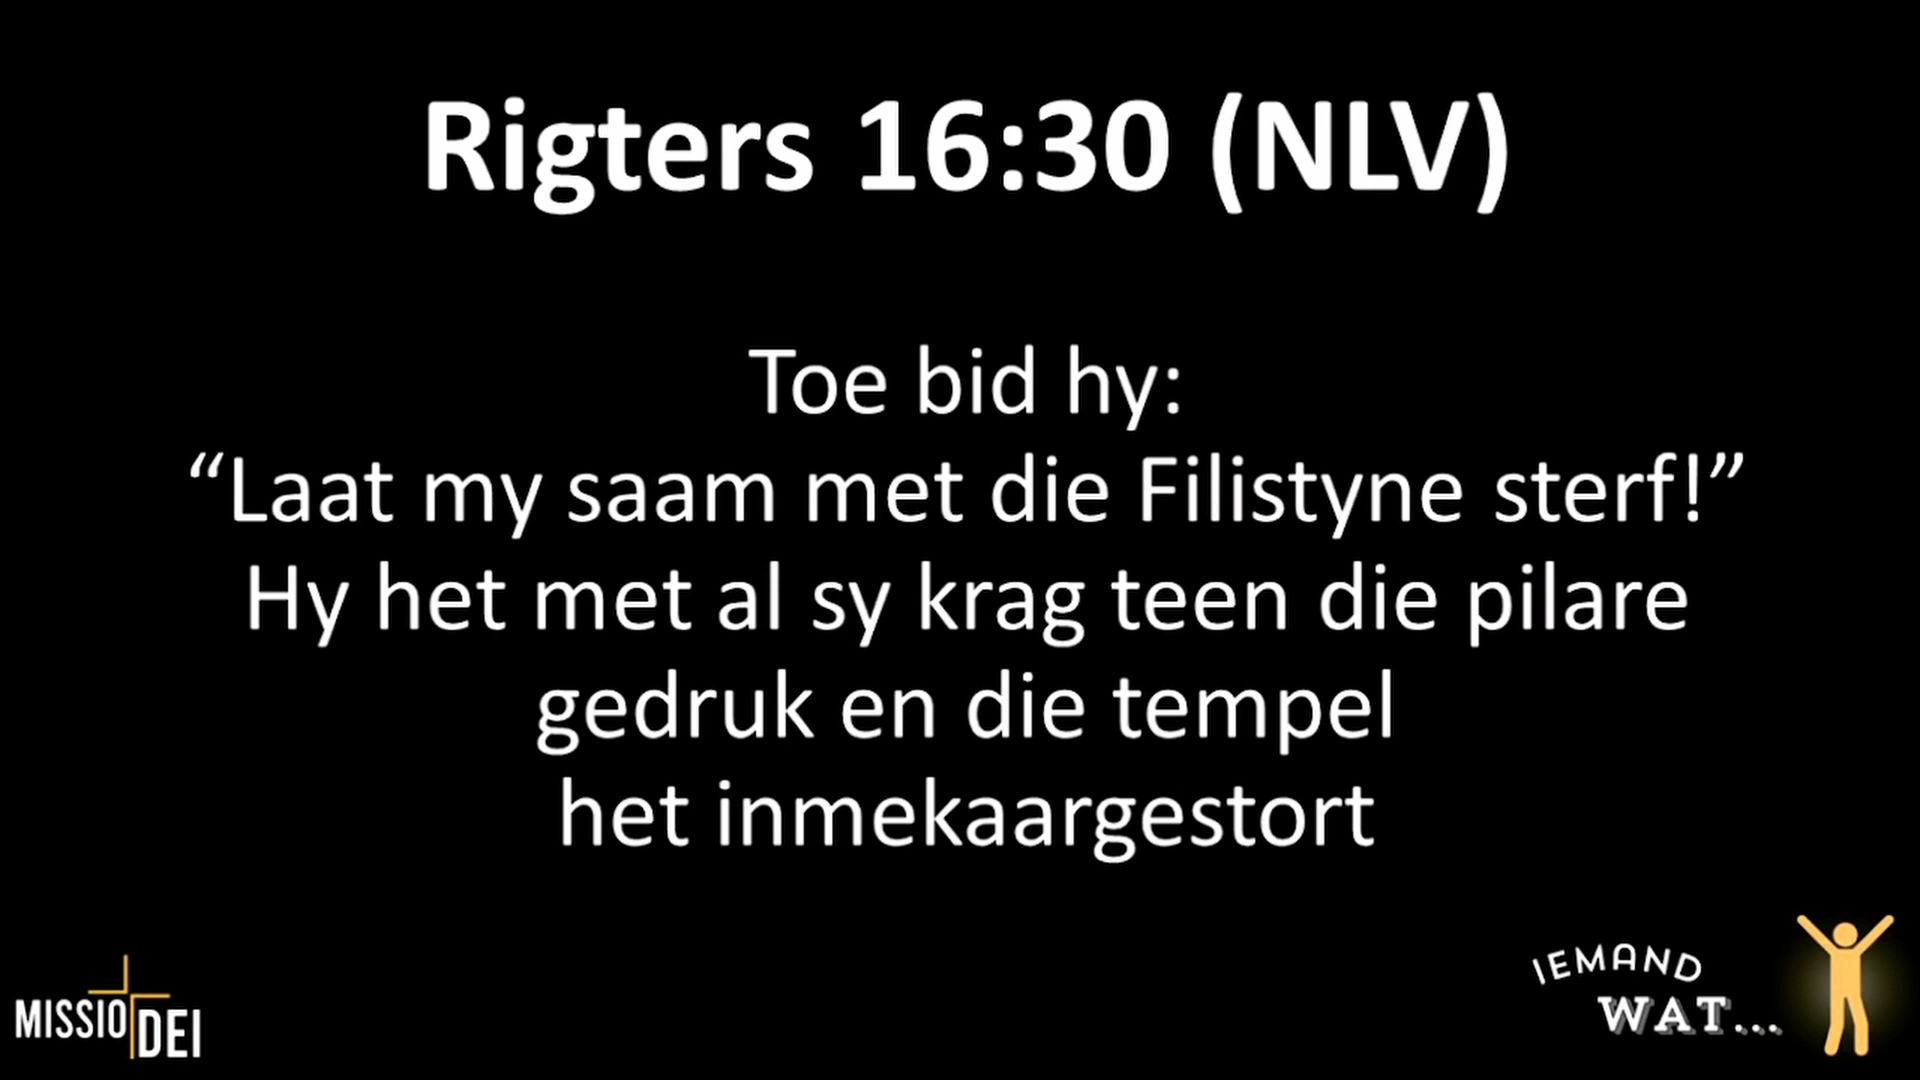 Rigters 16:30 (NLV)
Toe bid hy:
“Laat my saam met die Filistyne sterf!”
Hy het met al sy krag teen die pilare
gedruk en die tempel
het inmekaargestort
MISSIO
DEI
IEMAND
WAT...